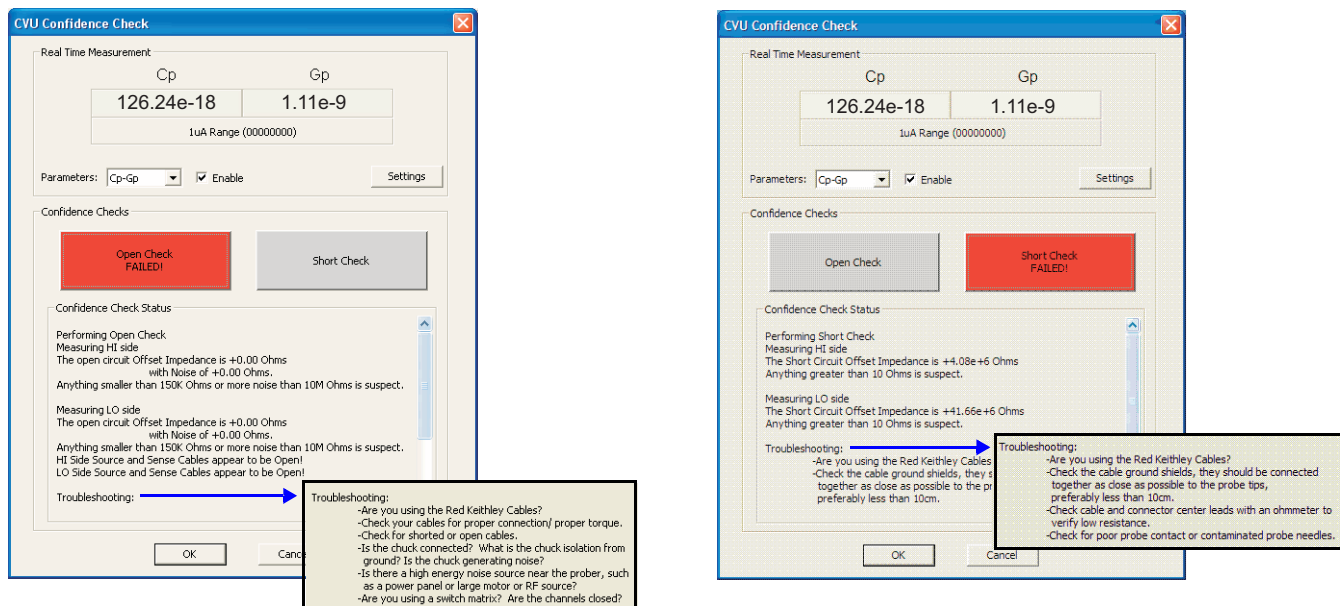 CVU Confidence Check
Real Time Measurement
Cp Gp
126.24e-18 1.11e-9
1uA Range (00000000)
Parameters: Cp-Gp Enable Settings
Confidence Checks
Open Check
FAILED!
Short Check
Confidence Check Status
Performing Open Check
Measuring HI side
The open circuit Offset Impedance is +0.00 Ohms
with Noise of +0.00 Ohms.
Anything smaller than 150K Ohms or more noise than 10M Ohms is suspect.
Measuring LO side
The open circuit Offset Impedance is +0.00 Ohms
with Noise of +0.00 Ohms.
Anything smaller than 150K Ohms or more noise than 10M Ohms is suspect.
HI Side Source and Sense Cables appear to be Open!
LO Side Source and Sense Cables appear to be Open!
Troubleshooting:
OK Cance
Troubleshooting:
-Are you using the Red Keithley Cables?
-Check your cables for proper connection/ proper torque.
-Check for shorted or open cables.
-Is the chuck connected? What is the chuck isolation from
ground? Is the chuck generating noise?
-Is there a high energy noise source near the prober, such
as a power panel or large motor or RF source?
-Are you using a switch matrix? Are the channels closed?
CVU Confidence Check
Real Time Measurement
Cp Gp
126.24e-18 1.11e-9
1uA Range (00000000)
Parameters: Cp-Gp Enable Settings
Confidence Checks
Open Check
Short Check
FAILED!
Confidence Check Status
Performing Short Check
Measuring HI side
The Short Circuit Offset Impedance is +4.08e+6 Ohms
Anything greater than 10 Ohms is suspect.
Measuring LO side
The Short Circuit Offset Impedance is +41.66e+6 Ohms
Anything greater than 10 Ohms is suspect.
Troubleshooting:
-Are you using the Red Keithley Cables
-Check the cable ground shields, they s
together as close as possible to the pr
preferably less than 10cm.
OK Cancel
Troubleshooting:
-Are you using the Red Keithley Cables?
-Check the cable ground shields, they should be connected
together as close as possible to the probe tips,
preferably less than 10cm.
-Check cable and connector center leads with an ohmmeter to
verify low resistance.
-Check for poor probe contact or contaminated probe needles.